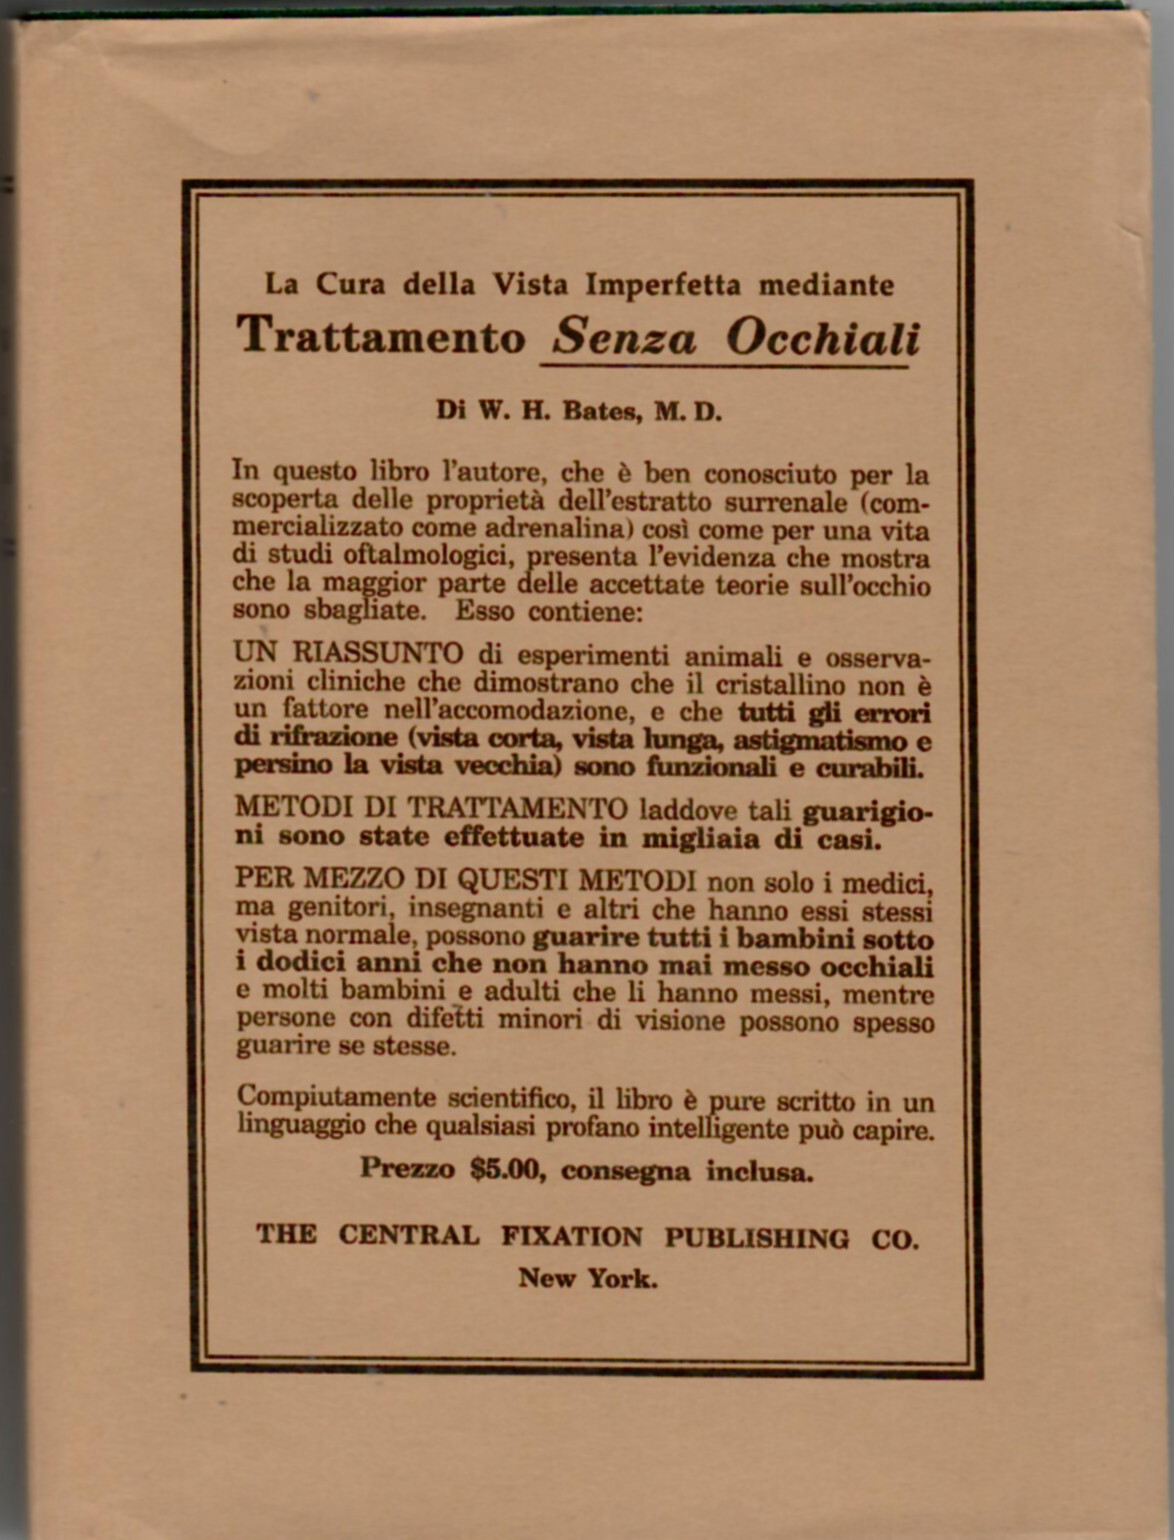 La Cura della Vista Imperfetta mediante
Trattamento Senza Occhiali
Di W. H. Bates, M. D.
In questo libro l'autore, che è ben conosciuto per la
scoperta delle proprietà dell'estratto surrenale (com-
mercializzato come adrenalina) così come per una vita
di studi oftalmologici, presenta l'evidenza che mostra
che la maggior parte delle accettate teorie sull'occhio
sono sbagliate. Esso contiene:
UN RIASSUNTO di esperimenti animali e osserva-
zioni cliniche che dimostrano che il cristallino non è
un fattore nell'accomodazione, e che tutti gli errori
di rifrazione (vista corta, vista lunga, astigmatismo e
persino la vista vecchia) sono funzionali e curabili.
METODI DI TRATTAMENTO laddove tali guarigio-
ni sono state effettuate in migliaia di casi.
PER MEZZO DI QUESTI METODI non solo i medici,
ma genitori, insegnanti e altri che hanno essi stessi
vista normale, possono guarire tutti i bambini sotto
i dodici anni che non hanno mai messo occhiali
e molti bambini e adulti che li hanno messi, mentre
persone con difetti minori di visione possono spesso
guarire se stesse.
Compiutamente scientifico, il libro è pure scritto in un
linguaggio che qualsiasi profano intelligente può capire.
Prezzo $5.00, consegna inclusa.
THE CENTRAL FIXATION PUBLISHING CO.
New York.